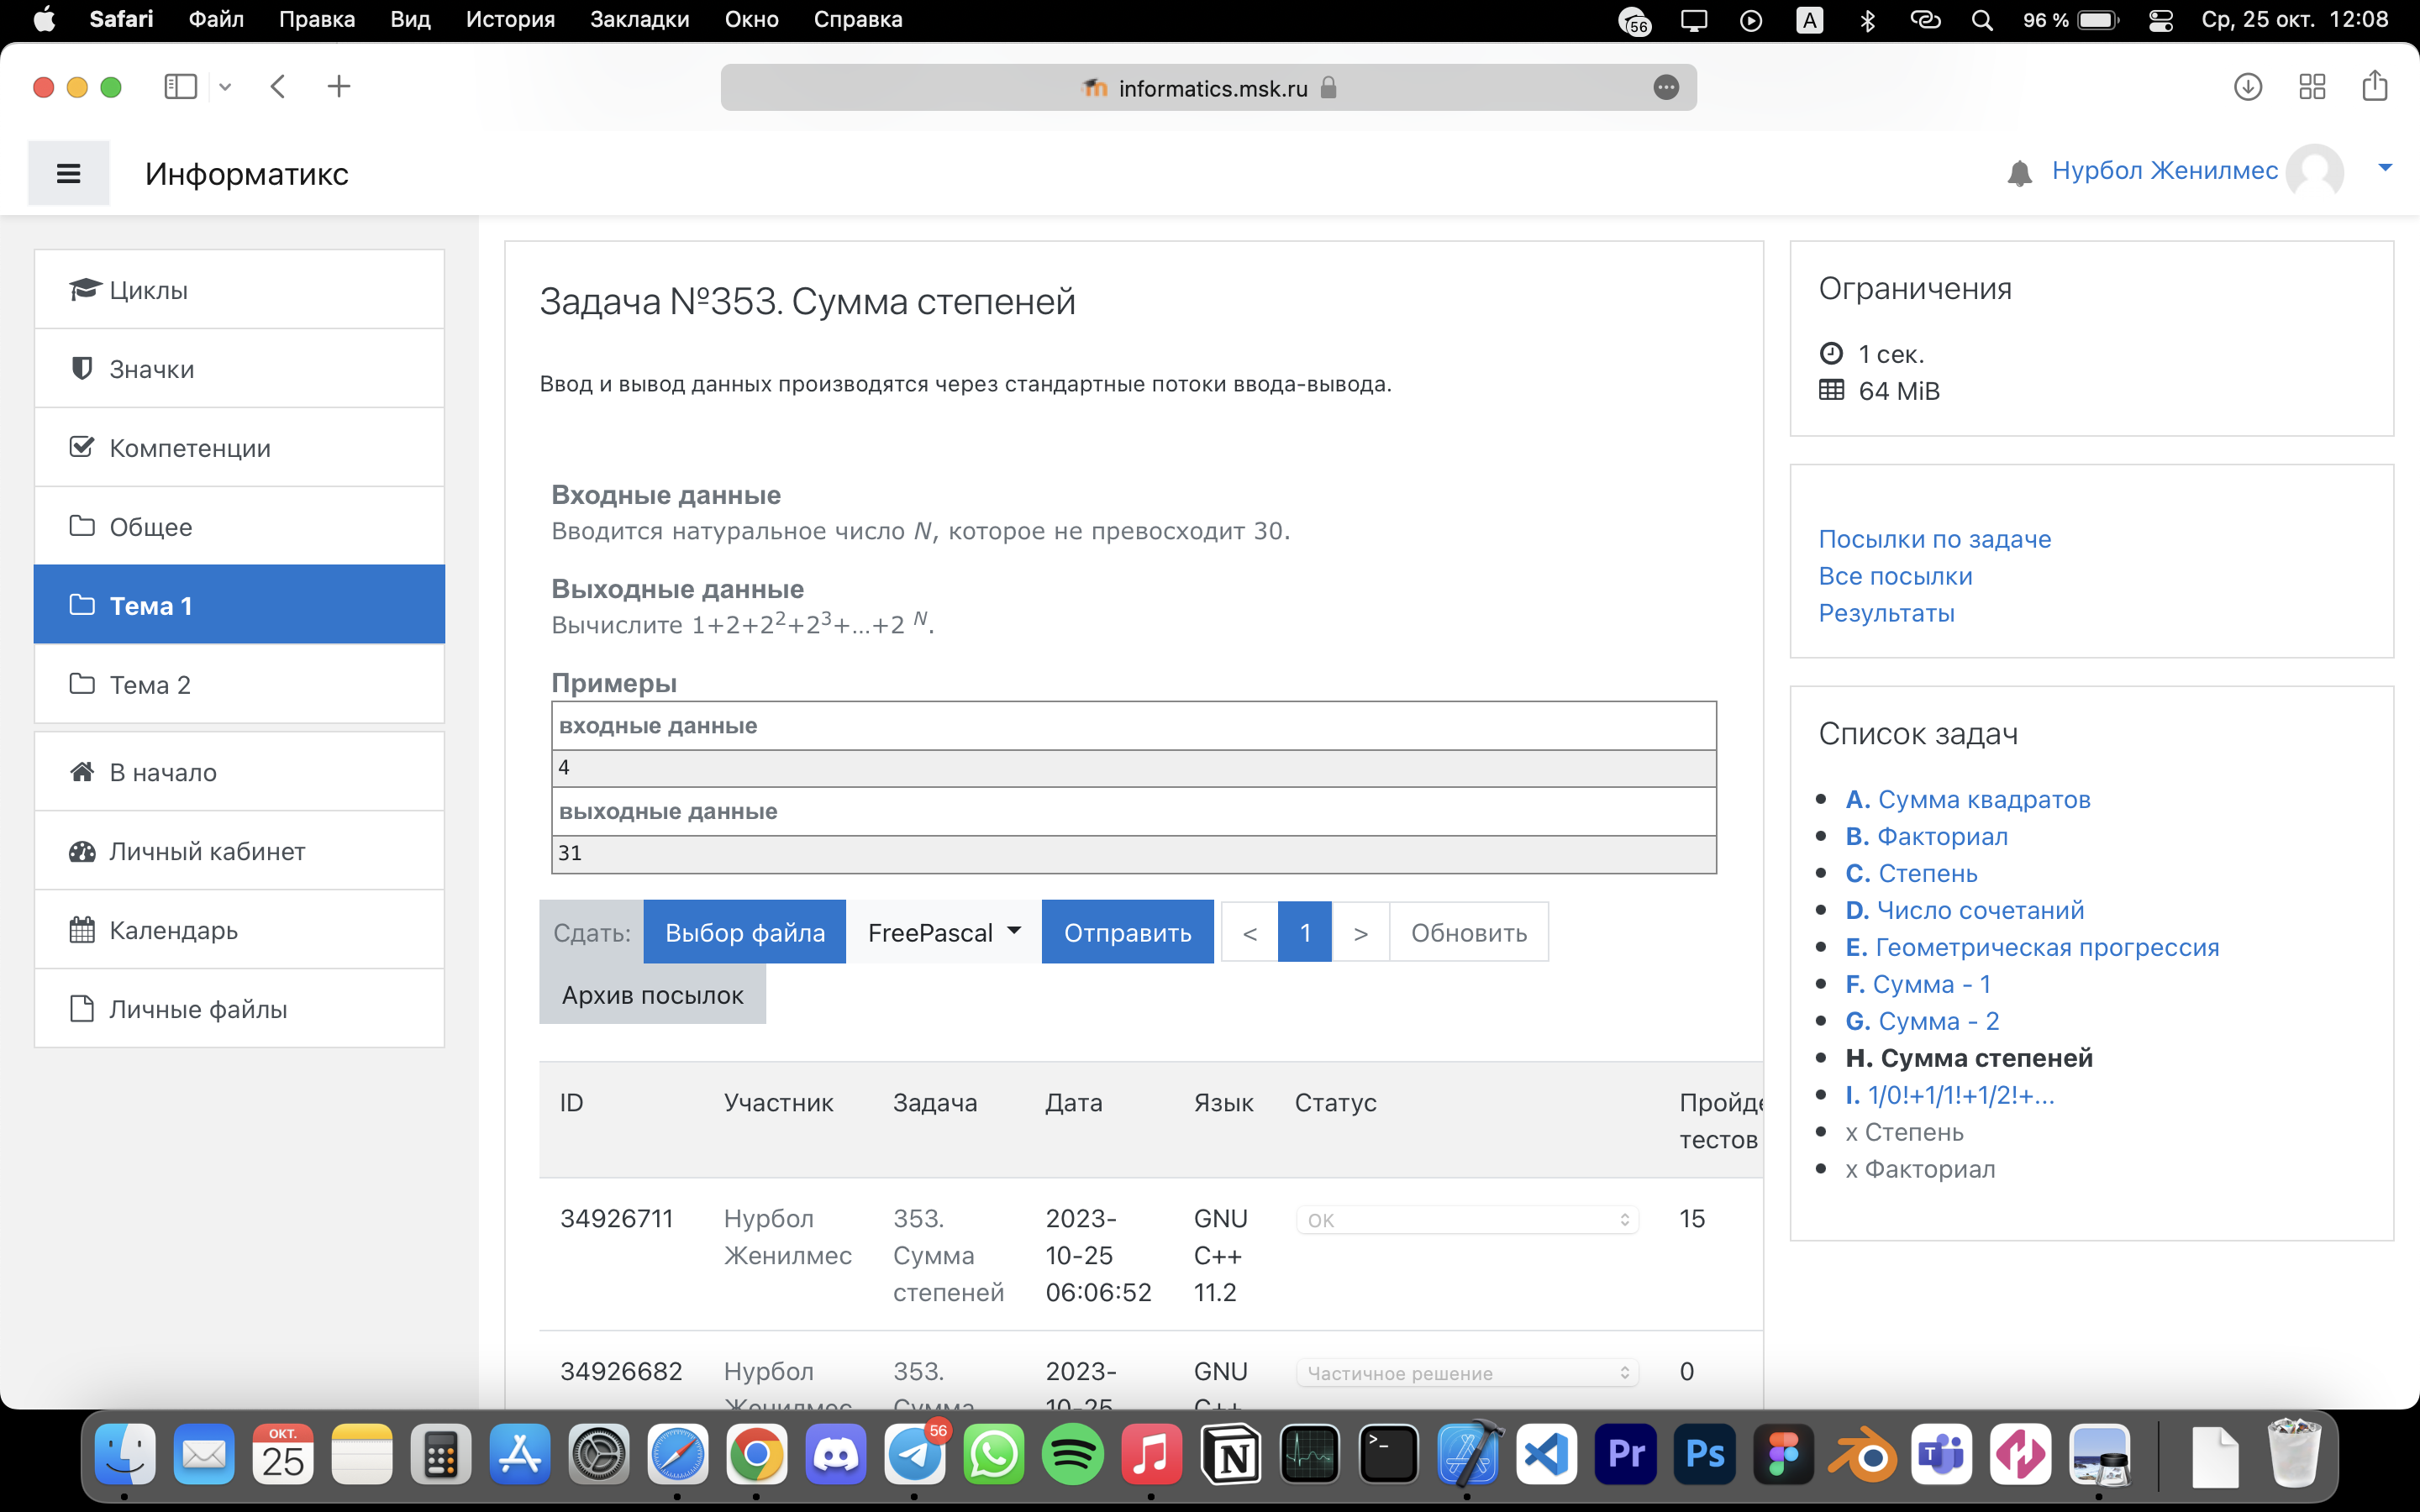 Safari Файл Правка Вид История Закладки Окно Справка 56 A 96 % Ср, 25 окт. 12:08
informatics.msk.ru
Информатикс
Нурбол Женилмес
Циклы
Значки
Компетенции
Общее
Тема 1
Тема 2
В начало
Личный кабинет
Календарь
Личные файлы
Задача №353. Сумма степеней
Ввод и вывод данных производятся через стандартные потоки ввода-вывода.
Входные данные
Вводится натуральное число N, которое не превосходит 30.
Выходные данные
Вычислите 1+2+2²+2³+...+2 ᴺ.
Примеры
входные данные
4
выходные данные
31
Сдать: Выбор файла FreePascal Отправить < 1 > Обновить
Архив посылок
ID Участник Задача Дата Язык Статус Пройде
тестов
34926711 Нурбол 353. 2023- GNU OK 15
Женилмес Сумма 10-25 C++
степеней 06:06:52 11.2
34926682 Нурбол 353. 2023- GNU Частичное решение 0
Женилмес Сумма 10-25 C++
Ограничения
1 сек.
64 MiB
Посылки по задаче
Все посылки
Результаты
Список задач
A. Сумма квадратов
B. Факториал
C. Степень
D. Число сочетаний
E. Геометрическая прогрессия
F. Сумма - 1
G. Сумма - 2
H. Сумма степеней
I. 1/0!+1/1!+1/2!+...
x Степень
x Факториал
ОКТ.
25
56
Pr
Ps